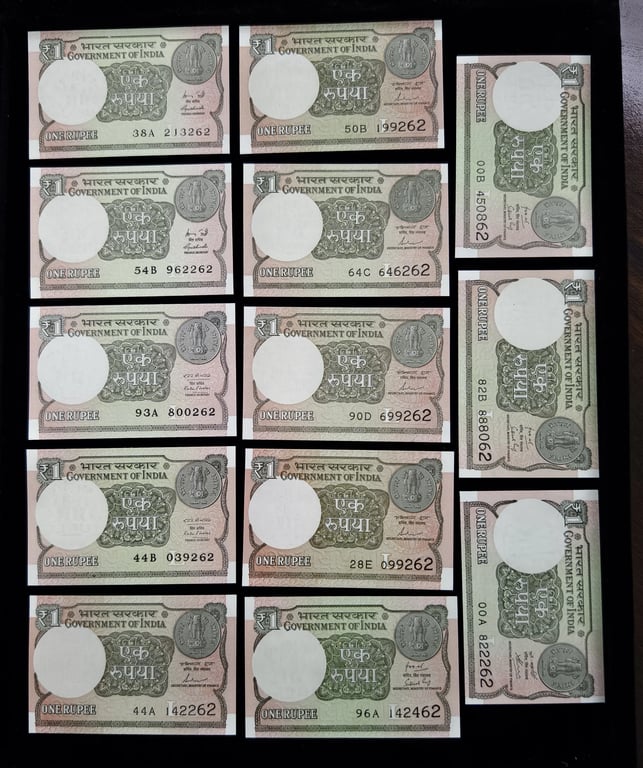 ₹1 भारत सरकार
GOVERNMENT OF INDIA
एक
रुपया
ONE RUPEE 38A 213262
₹1 भारत सरकार
GOVERNMENT OF INDIA
एक
रुपया
ONE RUPEE 54B 962262
₹1 भारत सरकार
GOVERNMENT OF INDIA
एक
रुपया
ONE RUPEE 93A 800262
₹1 भारत सरकार
GOVERNMENT OF INDIA
एक
रुपया
ONE RUPEE 44B 039262
₹1 भारत सरकार
GOVERNMENT OF INDIA
एक
रुपया
ONE RUPEE 44A 142262
₹1 भारत सरकार
GOVERNMENT OF INDIA
एक
रुपया
ONE RUPEE 50B 199262
₹1 भारत सरकार
GOVERNMENT OF INDIA
एक
रुपया
ONE RUPEE 64C 646262
₹1 भारत सरकार
GOVERNMENT OF INDIA
एक
रुपया
ONE RUPEE 90D 699262
₹1 भारत सरकार
GOVERNMENT OF INDIA
एक
रुपया
ONE RUPEE 28E 099262
₹1 भारत सरकार
GOVERNMENT OF INDIA
एक
रुपया
ONE RUPEE 96A 142462
₹1 भारत सरकार
GOVERNMENT OF INDIA
एक
रुपया
ONE RUPEE 00B 450862
₹1 भारत सरकार
GOVERNMENT OF INDIA
एक
रुपया
ONE RUPEE 82B 888062
₹1 भारत सरकार
GOVERNMENT OF INDIA
एक
रुपया
ONE RUPEE 00A 822262